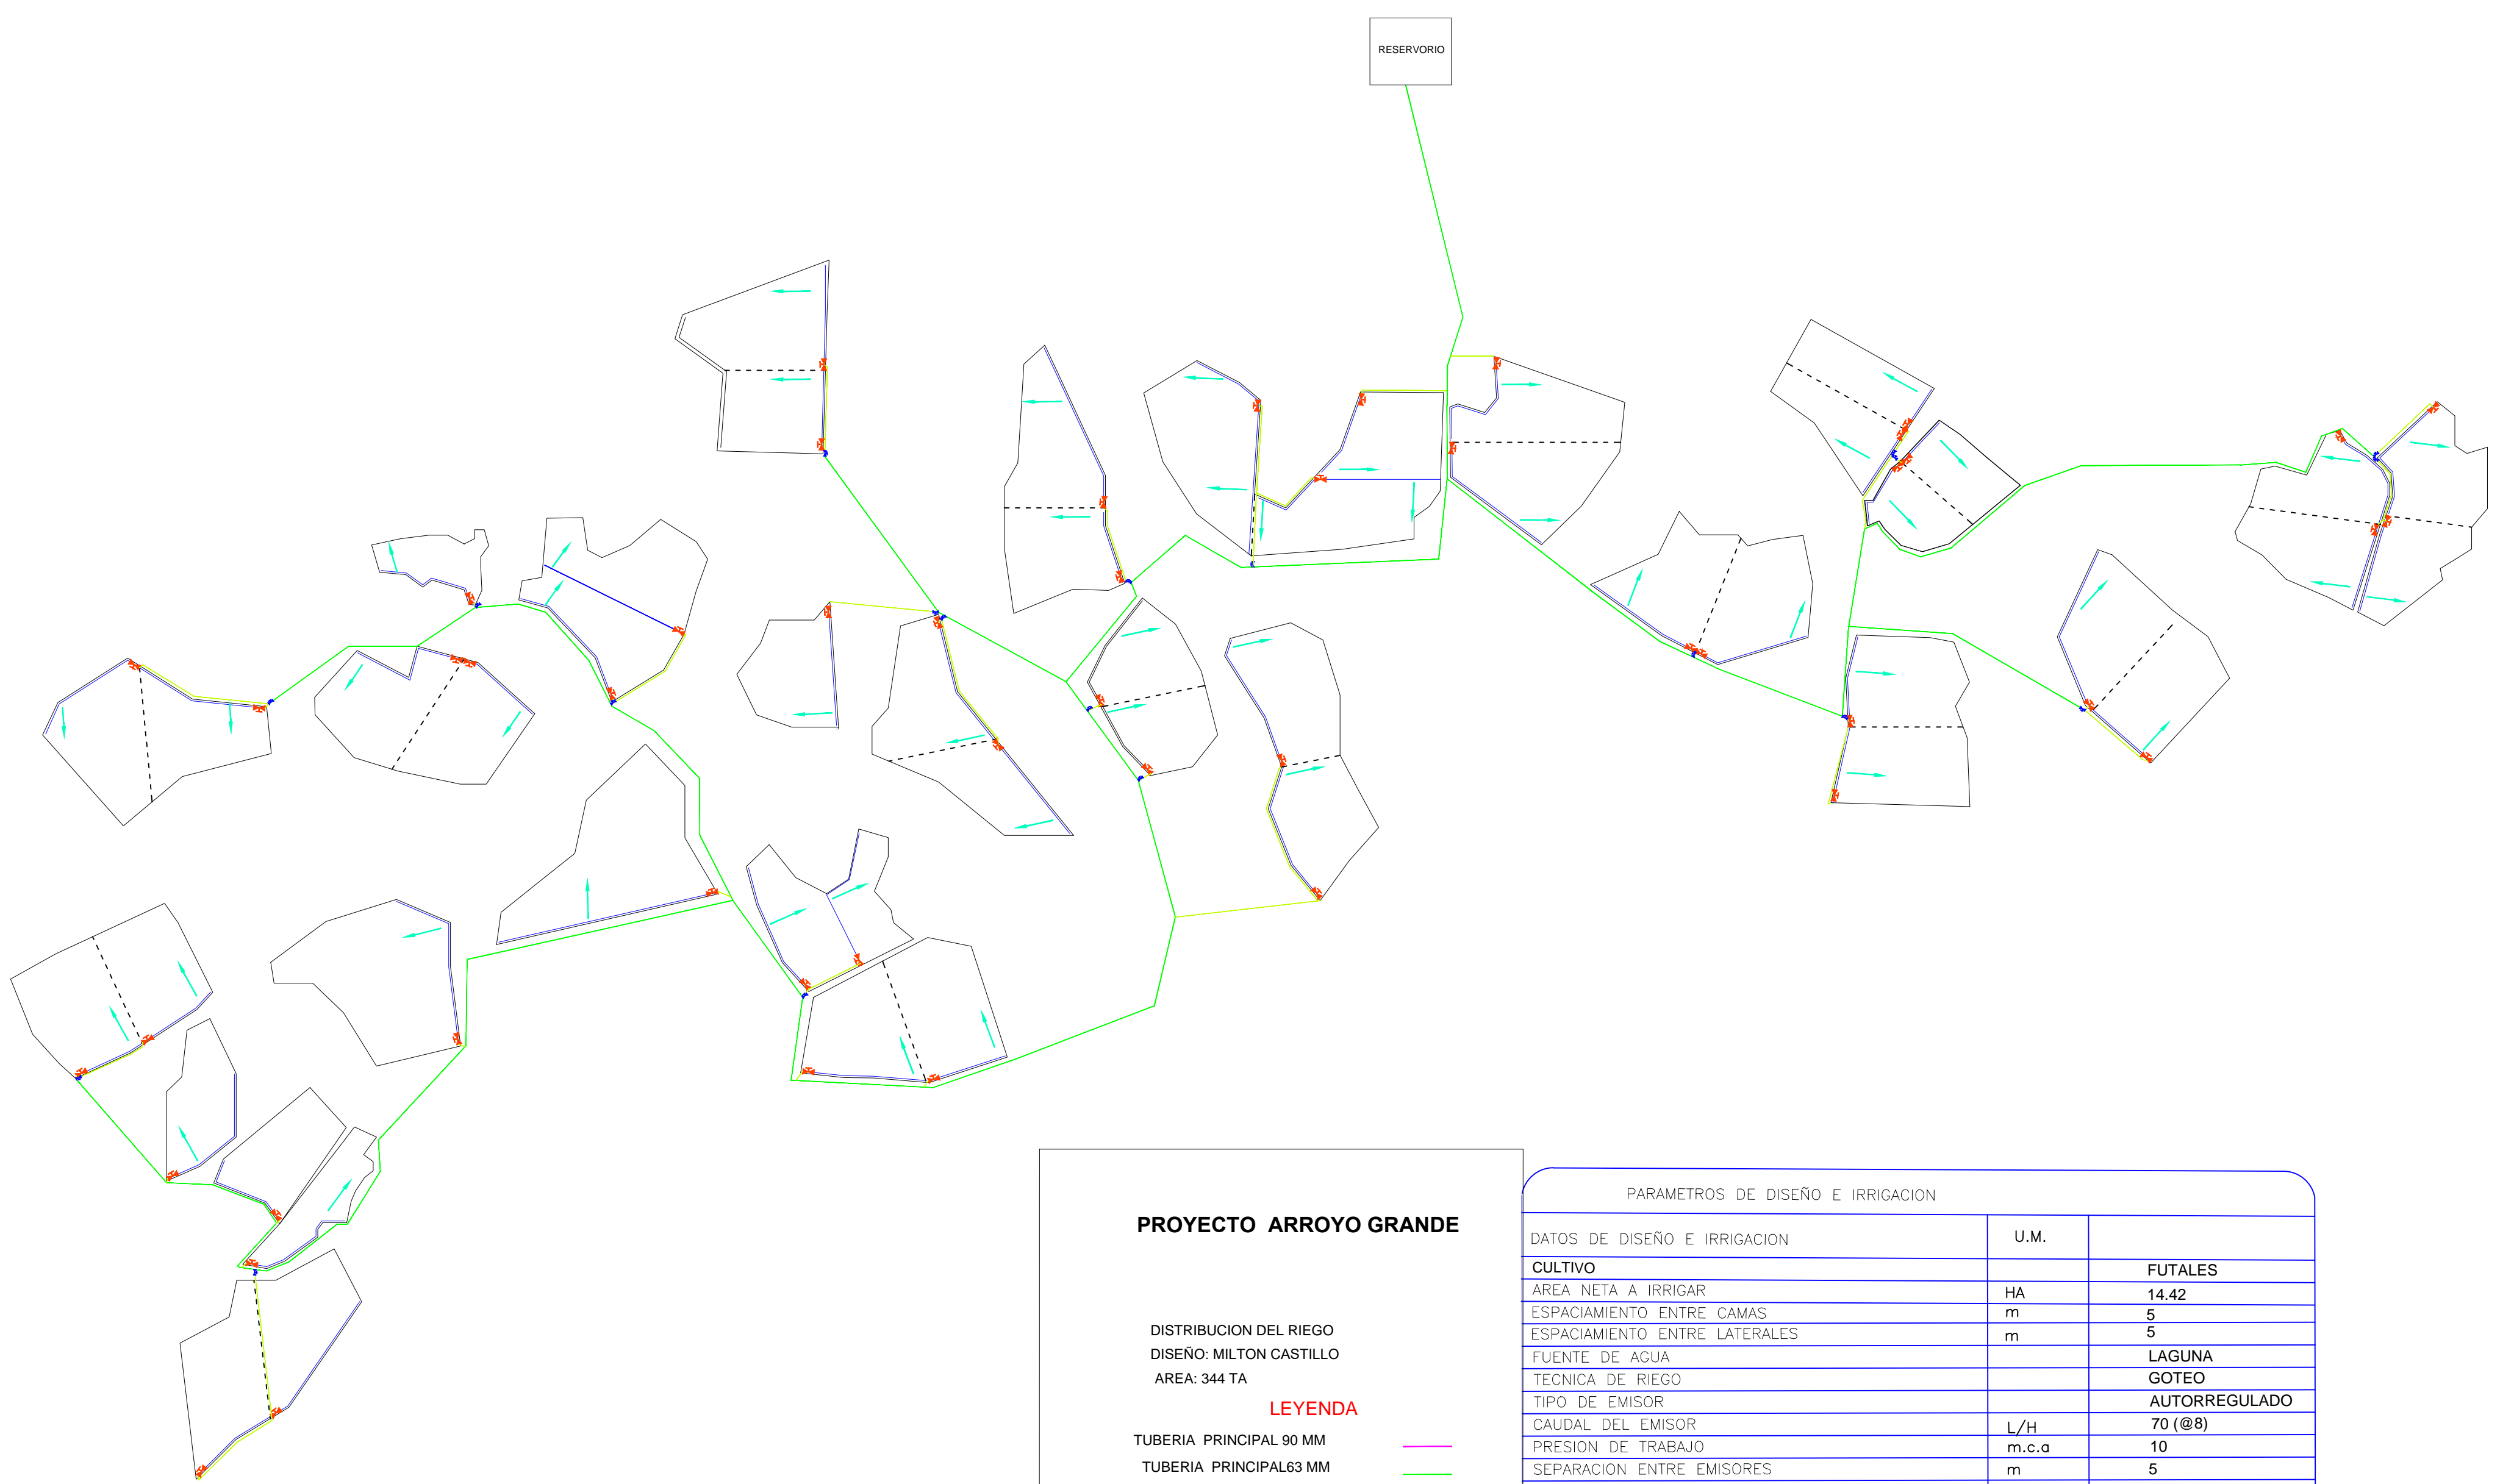 RESERVORIO
PROYECTO ARROYO GRANDE
DISTRIBUCION DEL RIEGO
DISEÑO: MILTON CASTILLO
AREA: 344 TA
LEYENDA
TUBERIA PRINCIPAL 90 MM
TUBERIA PRINCIPAL63 MM
PARAMETROS DE DISEÑO E IRRIGACION
DATOS DE DISEÑO E IRRIGACION U.M.
CULTIVO FUTALES
AREA NETA A IRRIGAR HA 14.42
ESPACIAMIENTO ENTRE CAMAS m 5
ESPACIAMIENTO ENTRE LATERALES m 5
FUENTE DE AGUA LAGUNA
TECNICA DE RIEGO GOTEO
TIPO DE EMISOR AUTORREGULADO
CAUDAL DEL EMISOR L/H 70 (@8)
PRESION DE TRABAJO m.c.a 10
SEPARACION ENTRE EMISORES m 5